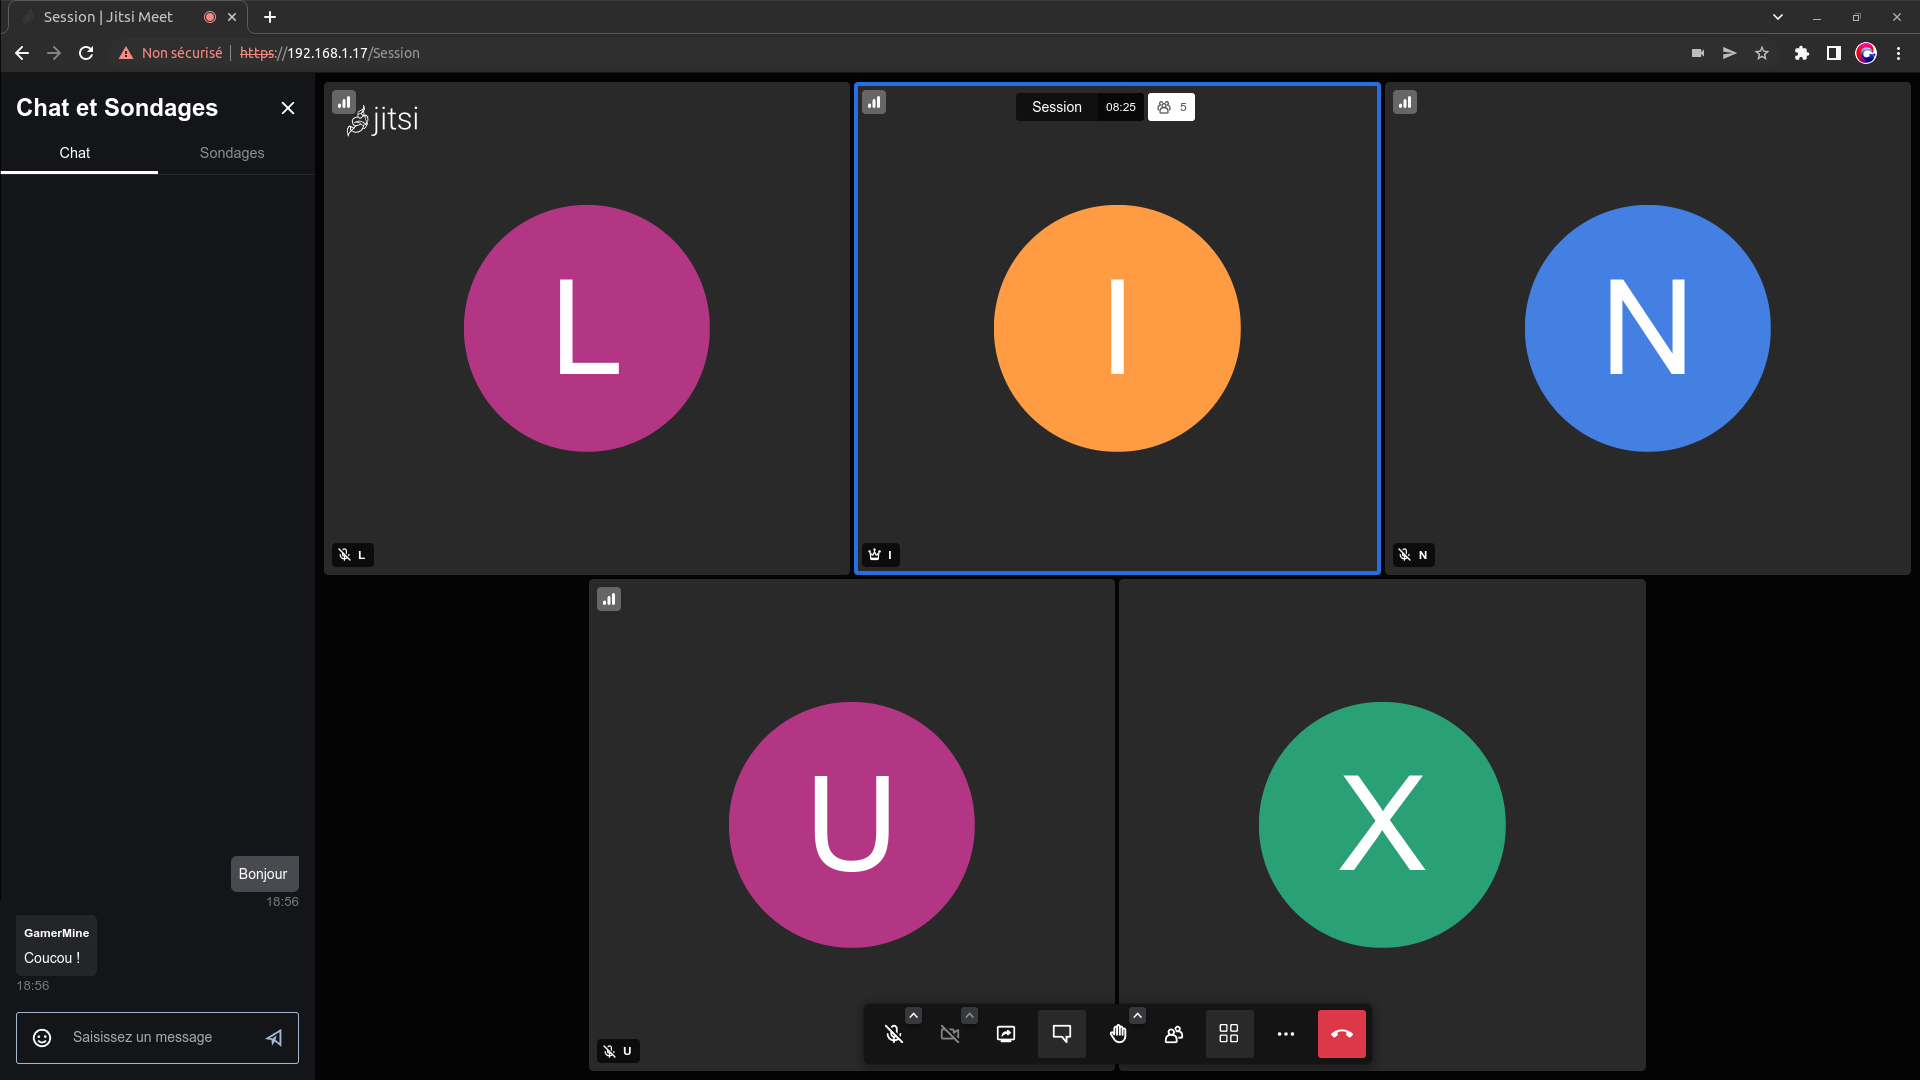 Session | Jitsi Meet
Non sécurisé https://192.168.1.17/Session
Chat et Sondages
Chat
Sondages
Bonjour
18:56
GamerMine
Coucou !
18:56
Saisissez un message
jitsi
Session 08:25 5
L
I
N
L
I
N
U
X
U